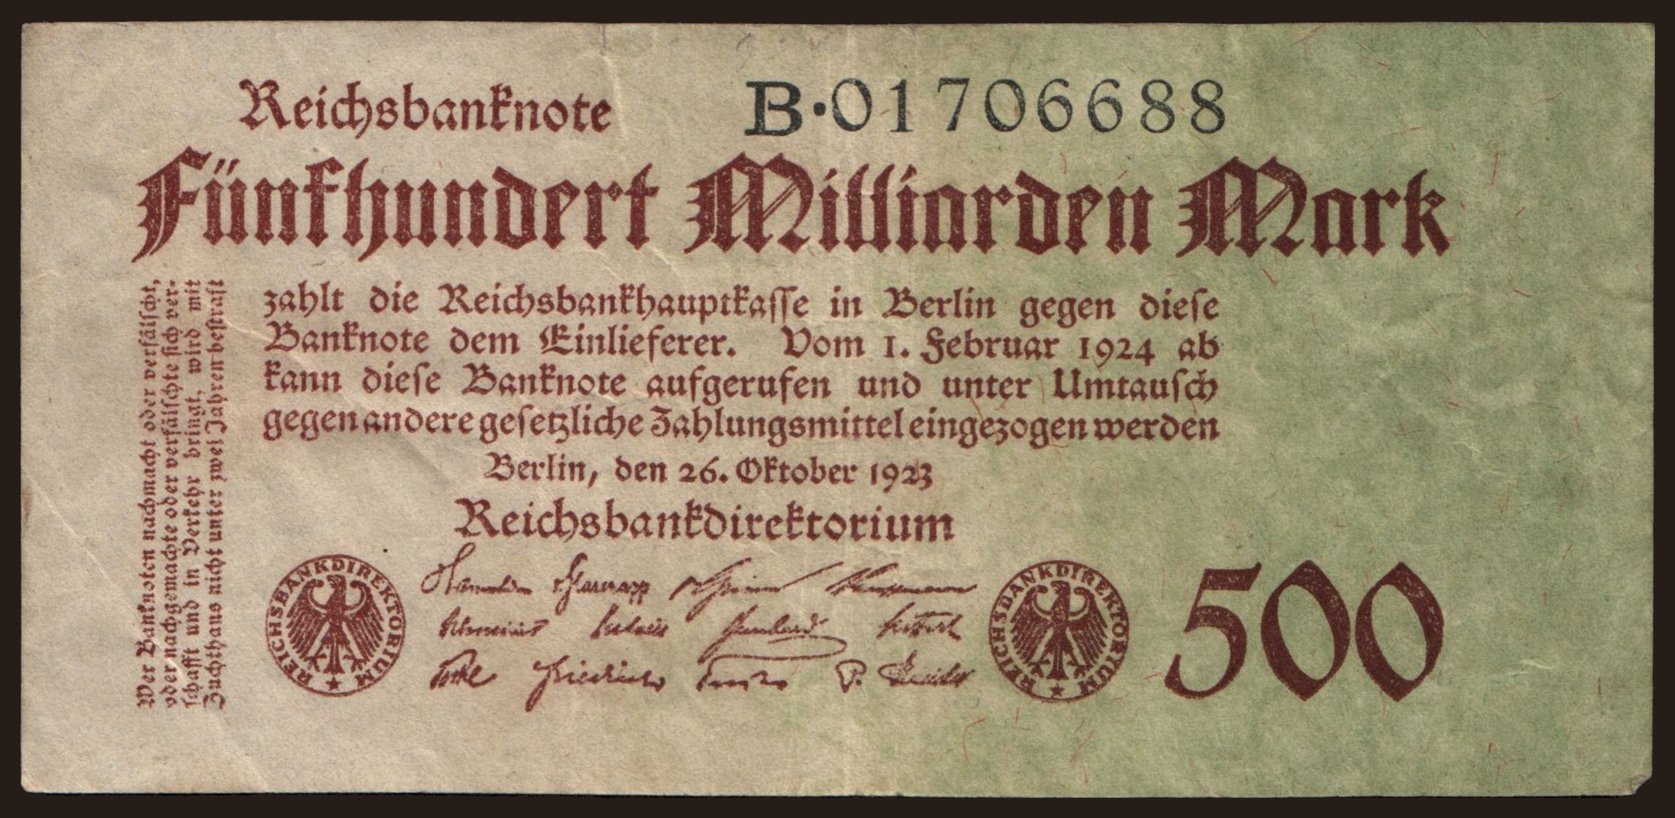 Reichsbanknote
B·01706688
Fünfhundert Milliarden Mark
zahlt die Reichsbankhauptkasse in Berlin gegen diese
Banknote dem Einlieferer. Vom 1. Februar 1924 ab
kann diese Banknote aufgerufen und unter Umtausch
gegen andere gesetzliche Zahlungsmittel eingezogen werden
Berlin, den 26. Oktober 1923
Reichsbankdirektorium
Wer Banknoten nachmacht oder verfälscht,
oder nachgemachte oder verfälschte sich ver-
schafft und in Verkehr bringt, wird mit
Zuchthaus nicht unter zwei Jahren bestraft
REICHSBANKDIREKTORIUM
REICHSBANKDIREKTORIUM
500